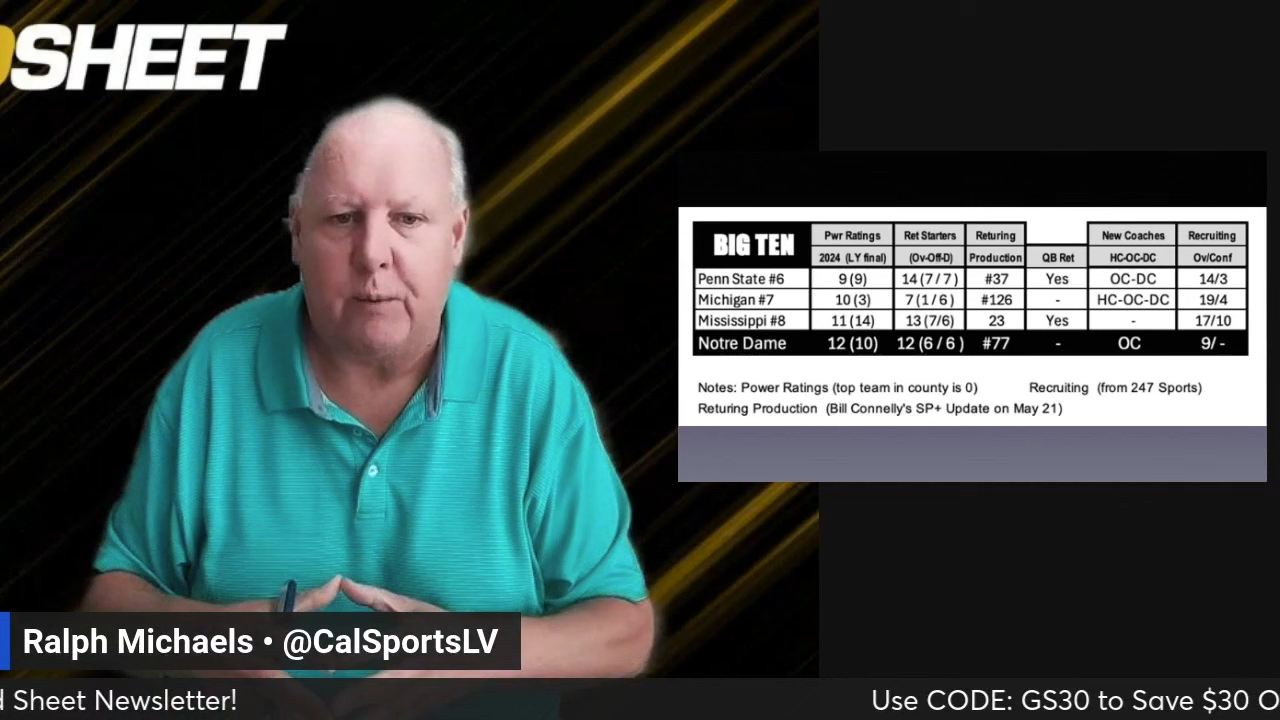 SHEET
BIG TEN Pwr Ratings Ret Starters Returing New Coaches Recruiting
2024 (LY final) (Ov-Off-D) Production QB Ret HC-OC-DC Ov/Conf
Penn State #6 9 (9) 14 (7 / 7 ) #37 Yes OC-DC 14/3
Michigan #7 10 (3) 7 (1 / 6 ) #126 - HC-OC-DC 19/4
Mississippi #8 11 (14) 13 (7/6) 23 Yes - 17/10
Notre Dame 12 (10) 12 (6 / 6 ) #77 - OC 9/ -
Notes: Power Ratings (top team in county is 0) Recruiting (from 247 Sports)
Returing Production (Bill Connelly's SP+ Update on May 21)
Ralph Michaels • @CalSportsLV
d Sheet Newsletter! Use CODE: GS30 to Save $30 O